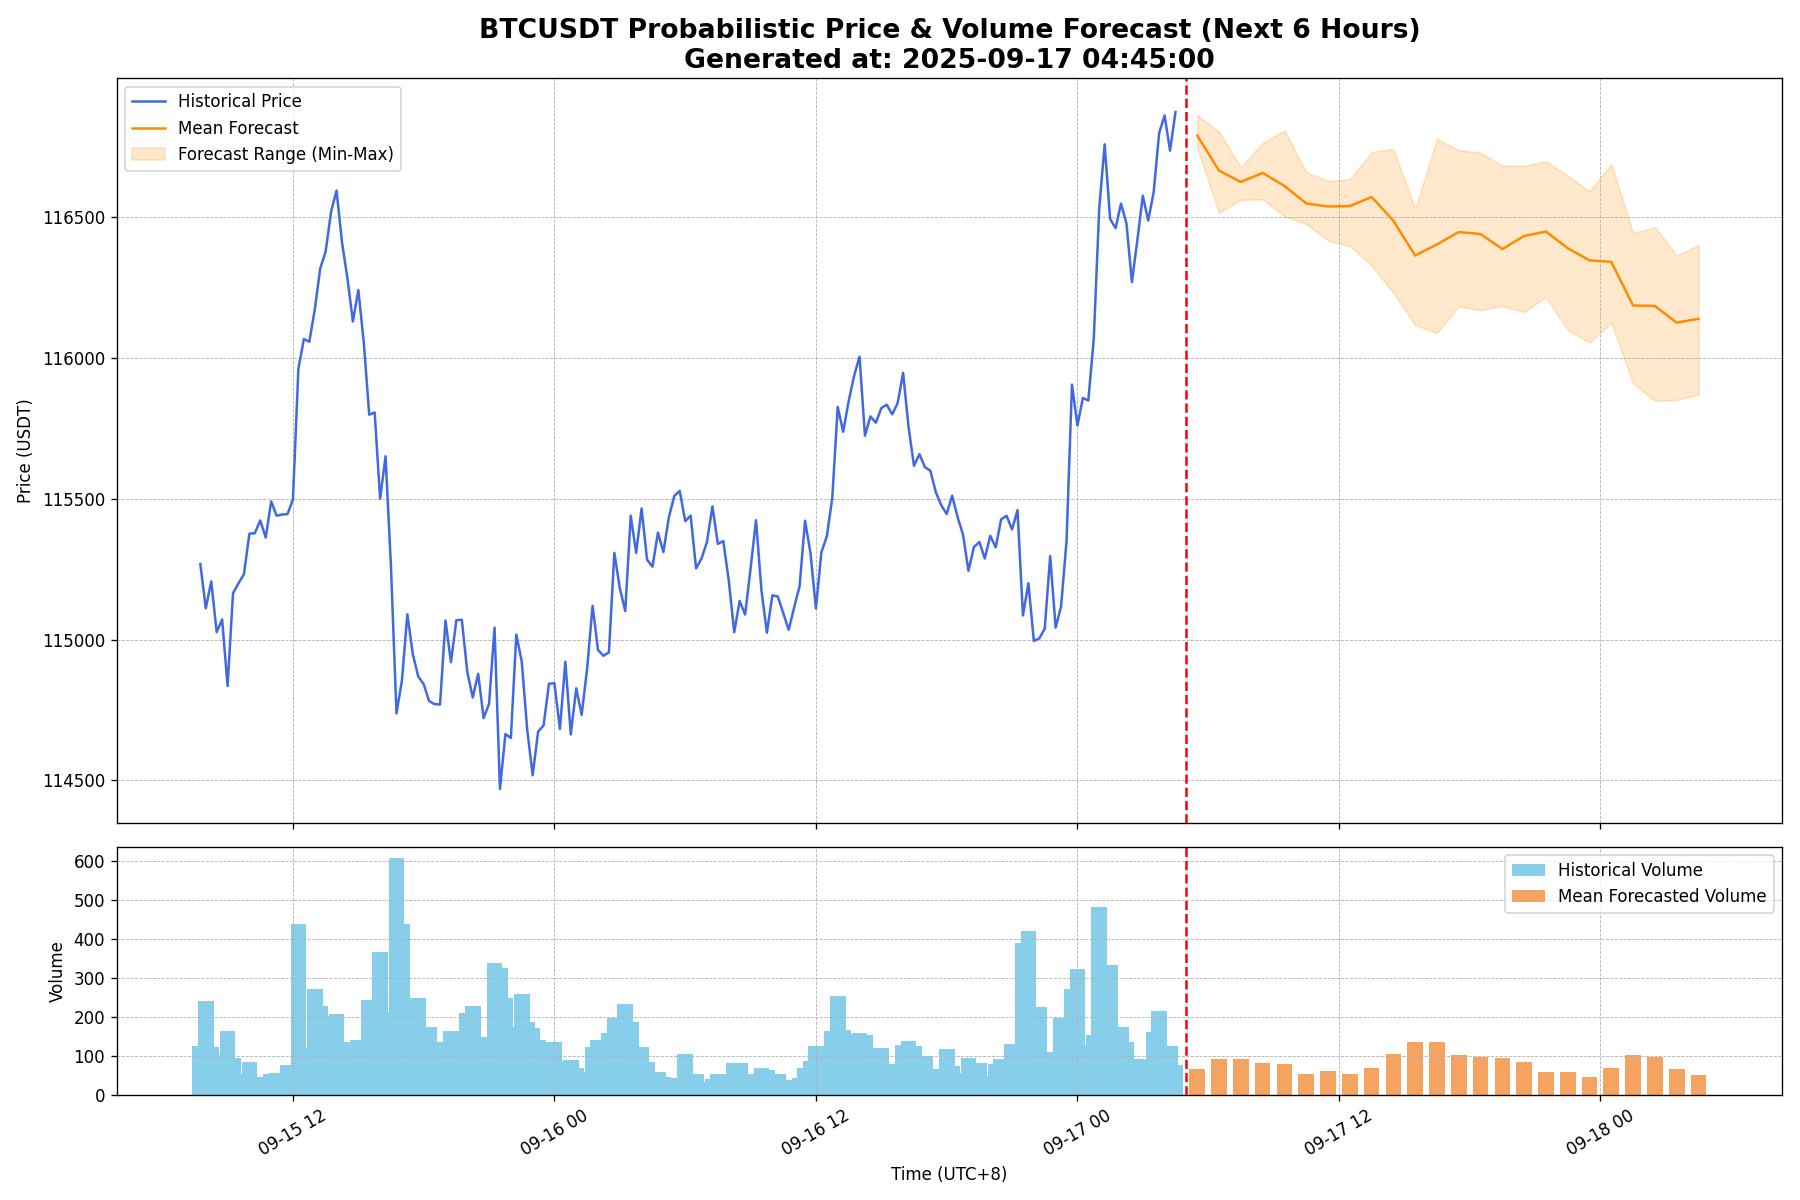 BTCUSDT Probabilistic Price & Volume Forecast (Next 6 Hours)
Generated at: 2025-09-17 04:45:00
Historical Price
Mean Forecast
Forecast Range (Min-Max)
Price (USDT)
116500
116000
115500
115000
114500
Historical Volume
Mean Forecasted Volume
Volume
600
500
400
300
200
100
0
09-15 12
09-16 00
09-16 12
09-17 00
09-17 12
09-18 00
Time (UTC+8)